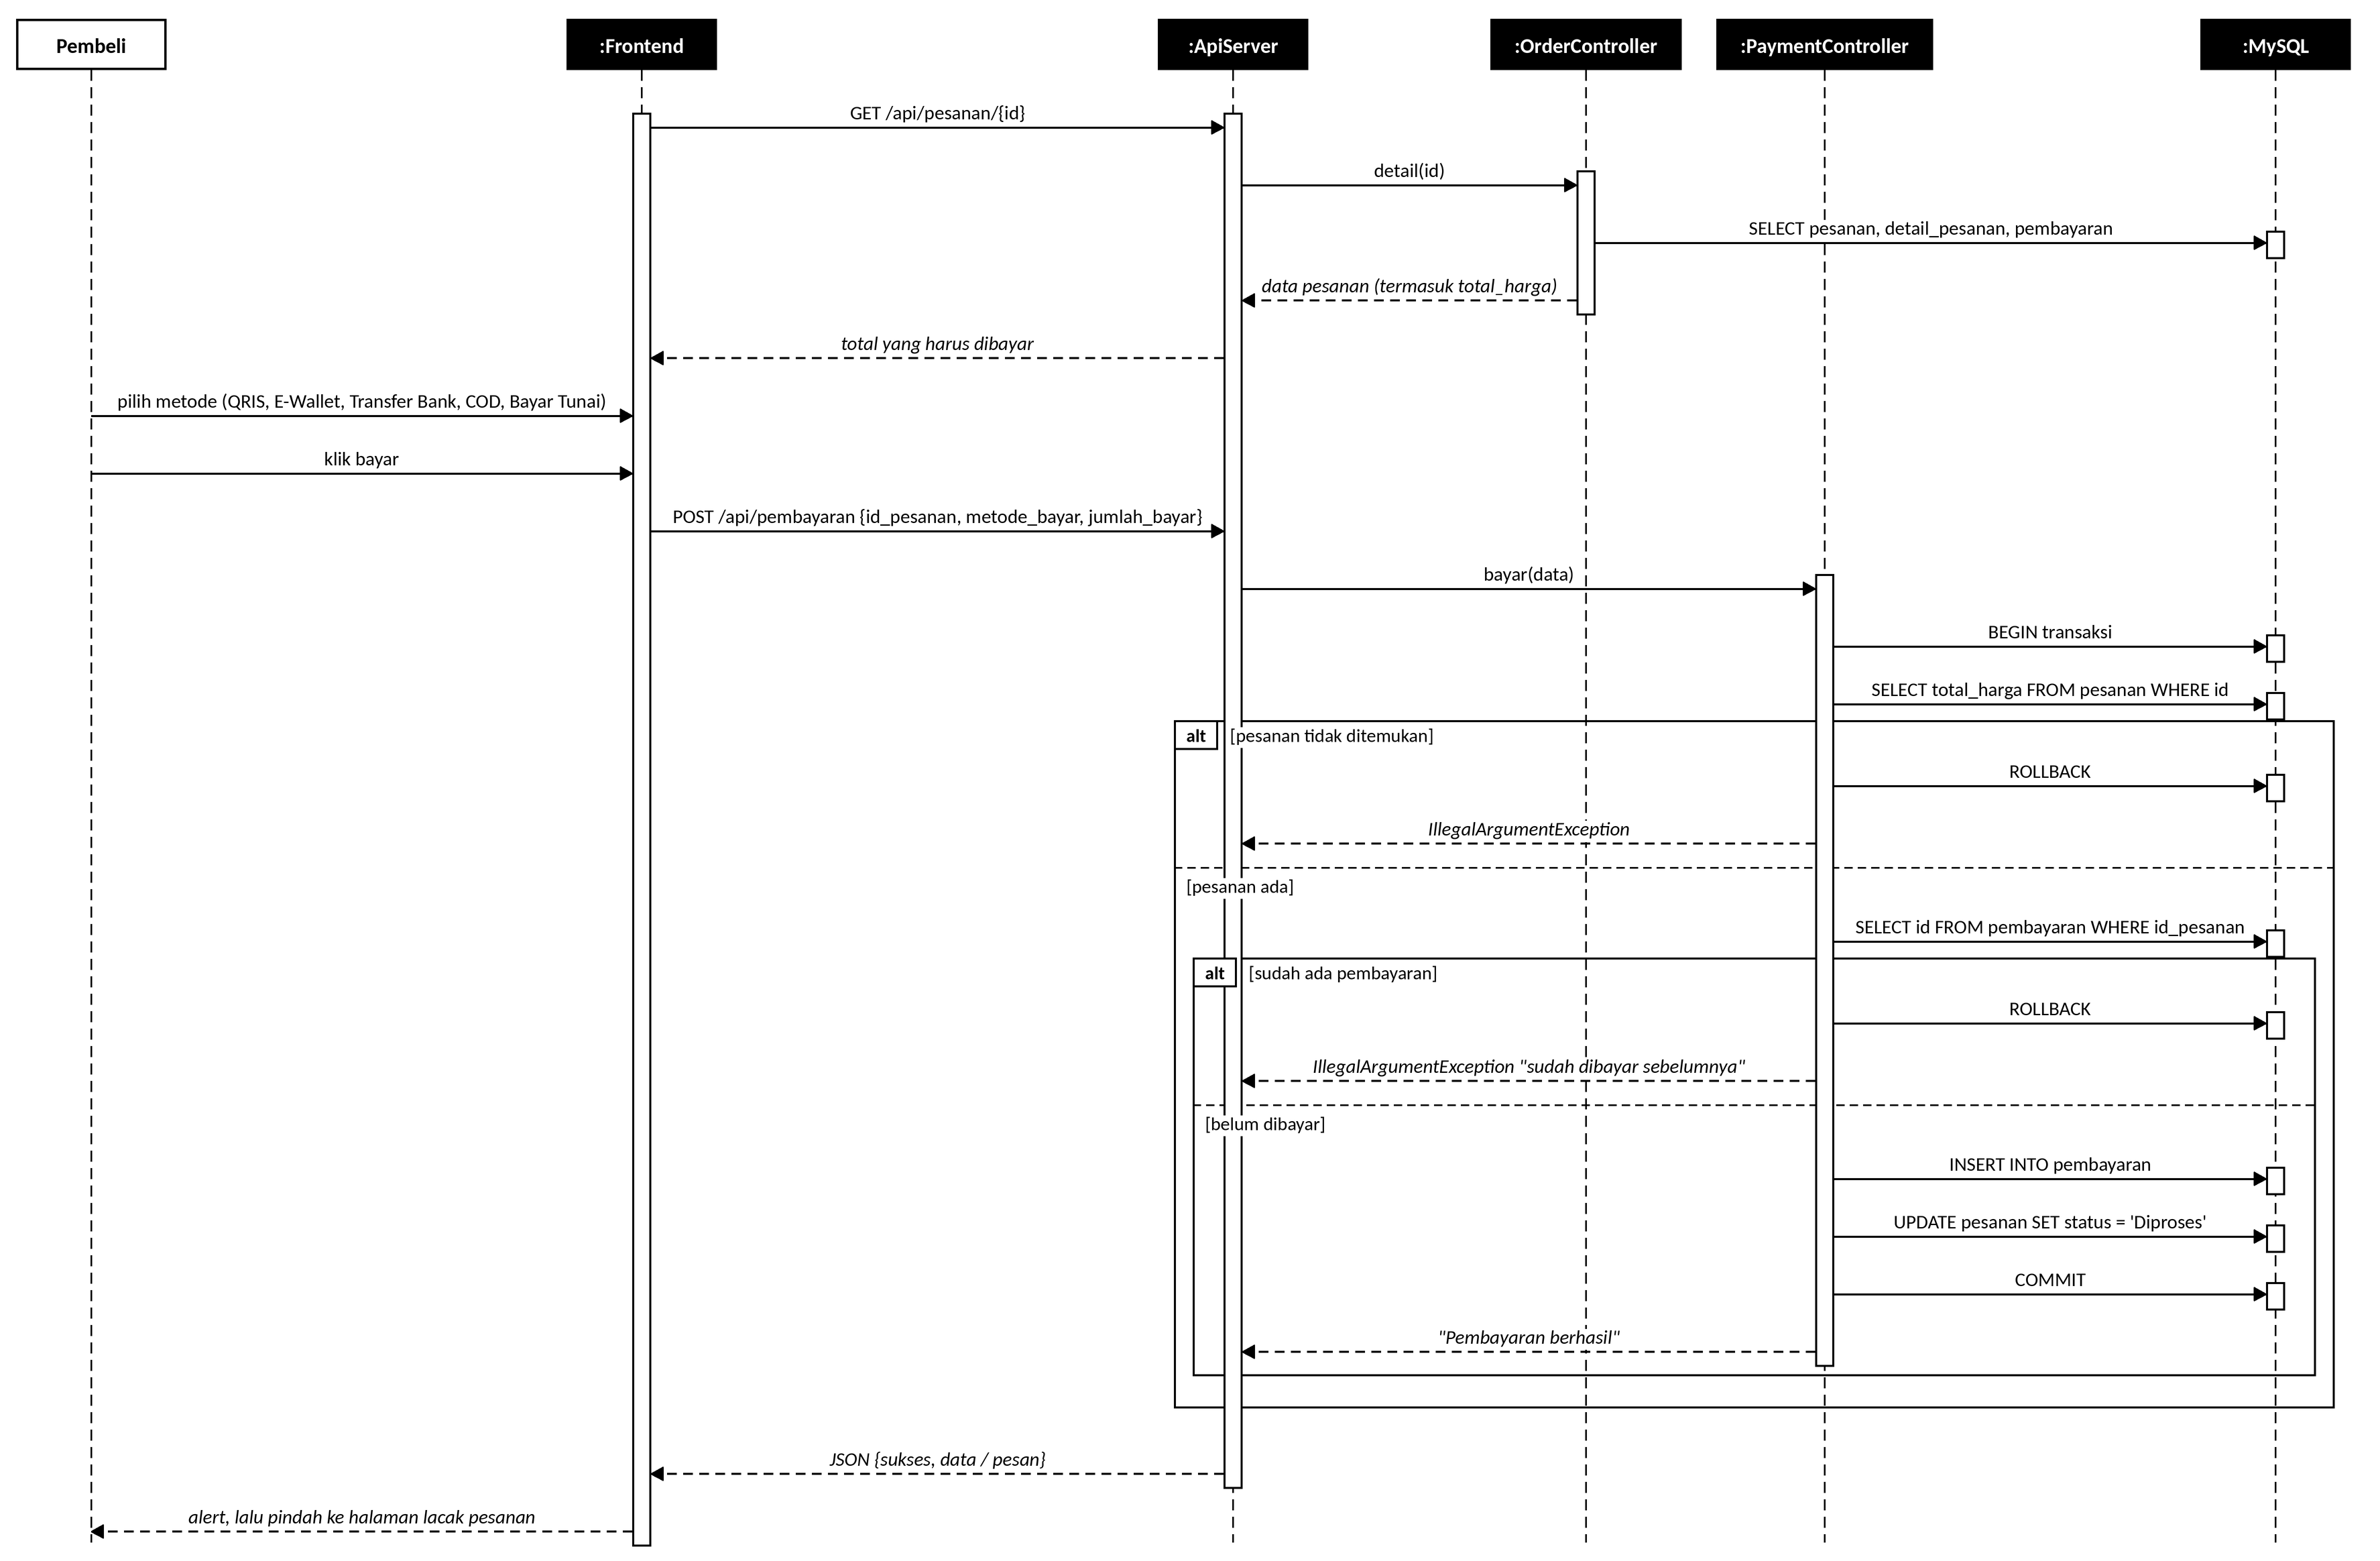 Pembeli
:Frontend
:ApiServer
:OrderController
:PaymentController
:MySQL
GET /api/pesanan/{id}
detail(id)
SELECT pesanan, detail_pesanan, pembayaran
data pesanan (termasuk total_harga)
total yang harus dibayar
pilih metode (QRIS, E-Wallet, Transfer Bank, COD, Bayar Tunai)
klik bayar
POST /api/pembayaran {id_pesanan, metode_bayar, jumlah_bayar}
bayar(data)
BEGIN transaksi
SELECT total_harga FROM pesanan WHERE id
alt
[pesanan tidak ditemukan]
ROLLBACK
IllegalArgumentException
[pesanan ada]
SELECT id FROM pembayaran WHERE id_pesanan
alt
[sudah ada pembayaran]
ROLLBACK
IllegalArgumentException "sudah dibayar sebelumnya"
[belum dibayar]
INSERT INTO pembayaran
UPDATE pesanan SET status = 'Diproses'
COMMIT
"Pembayaran berhasil"
JSON {sukses, data / pesan}
alert, lalu pindah ke halaman lacak pesanan